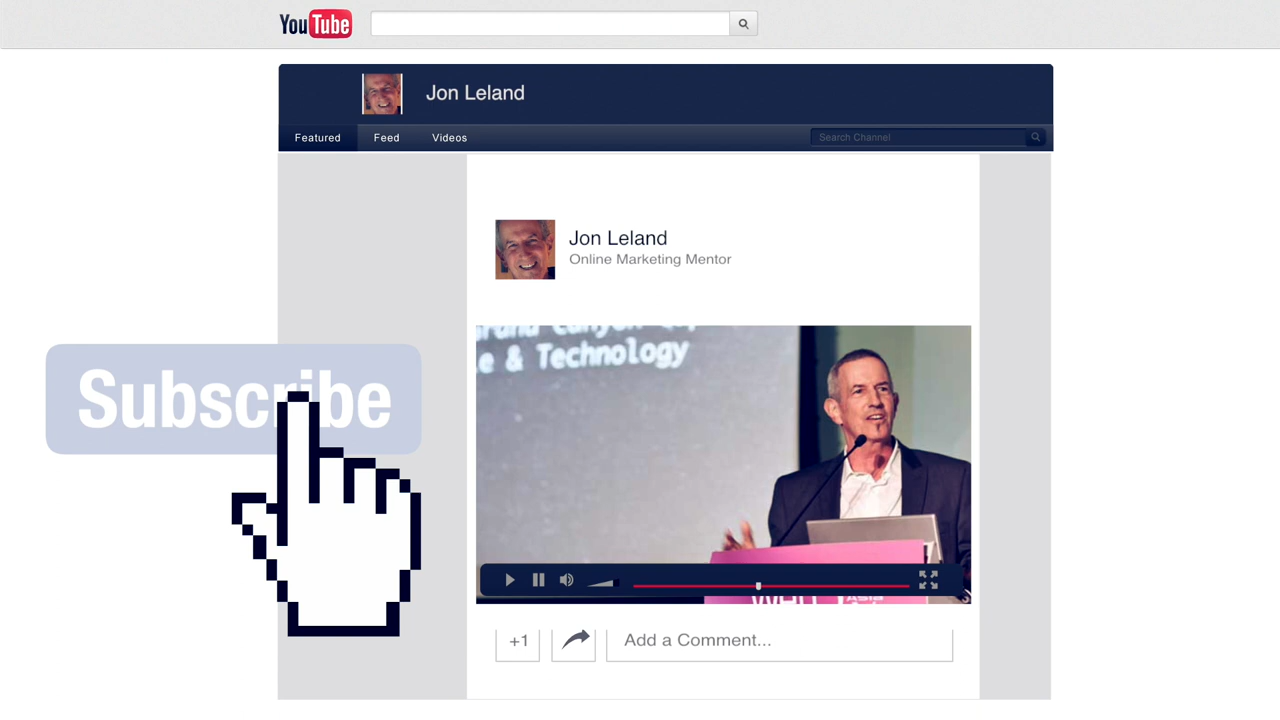 YouTube
Jon Leland
Featured Feed Videos
Search Channel
Jon Leland
Online Marketing Mentor
& Technology
Subscribe
+1
Add a Comment...